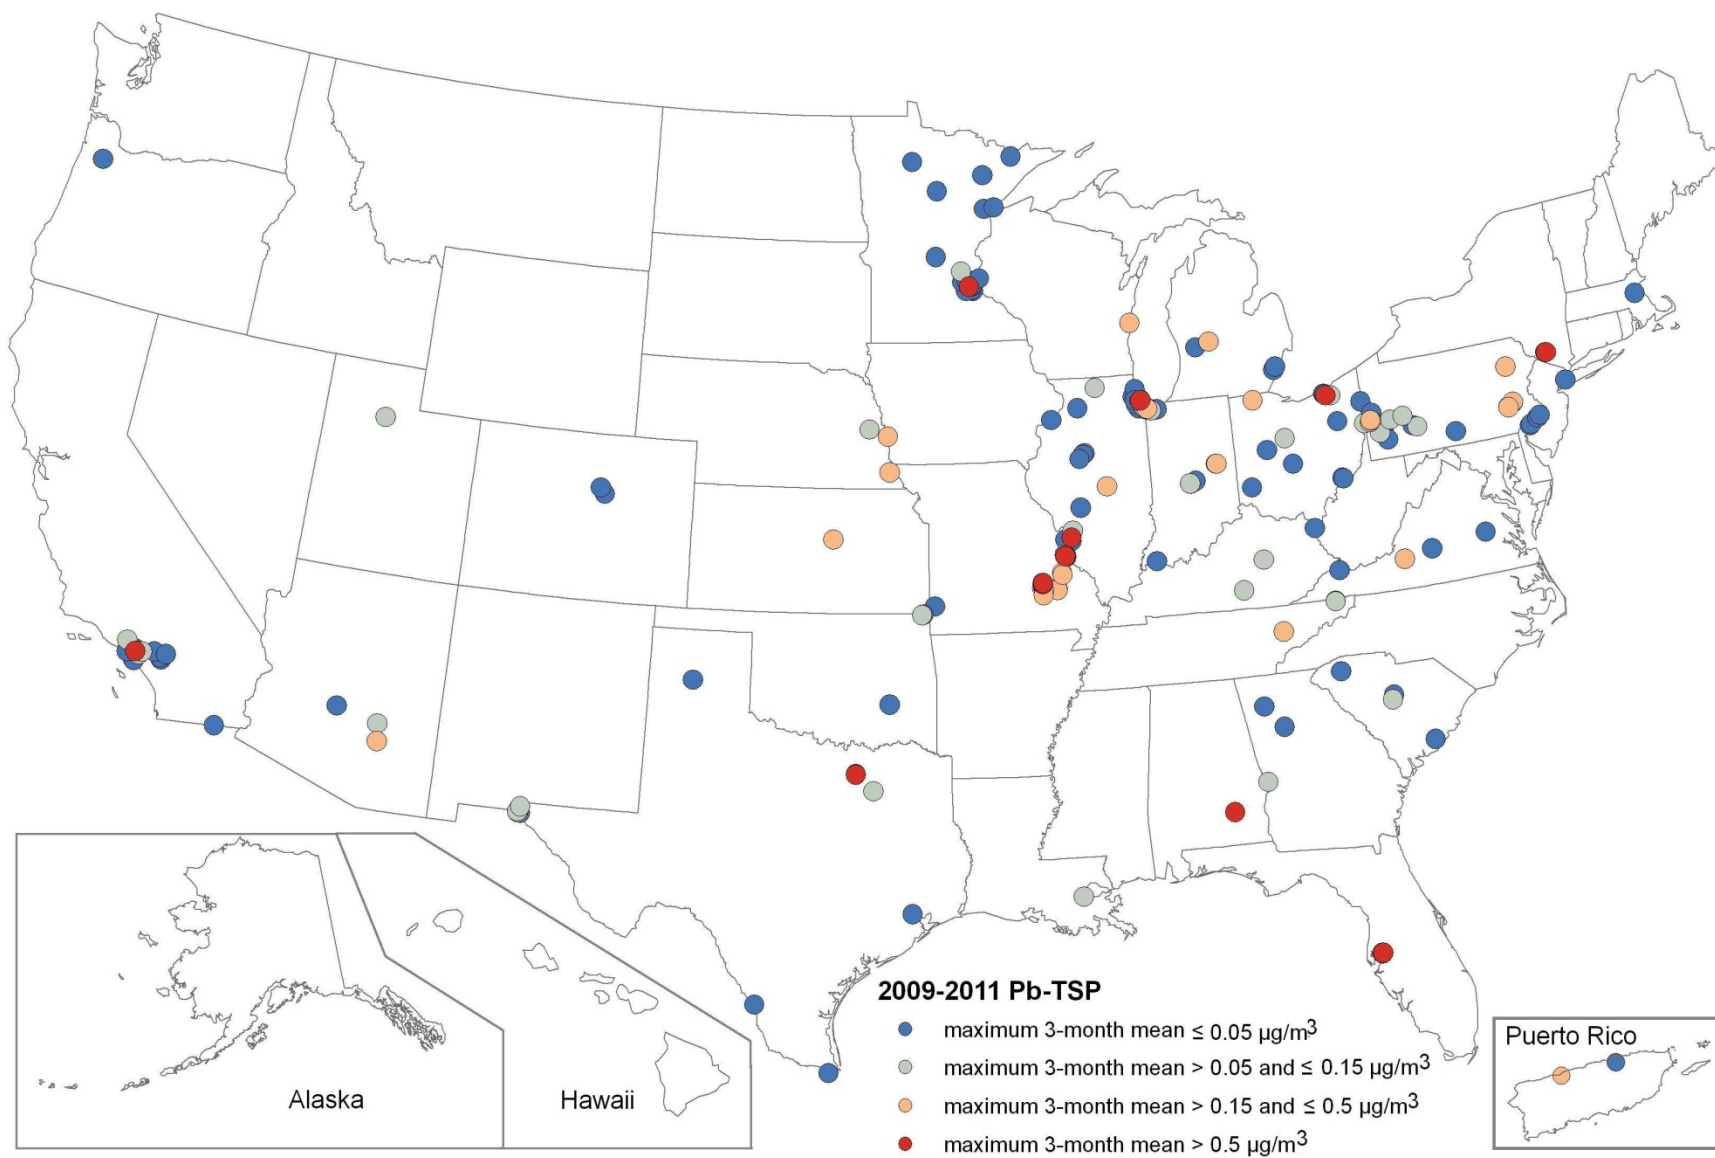 2009-2011 Pb-TSP
maximum 3-month mean ≤ 0.05 µg/m³
maximum 3-month mean > 0.05 and ≤ 0.15 µg/m³
maximum 3-month mean > 0.15 and ≤ 0.5 µg/m³
maximum 3-month mean > 0.5 µg/m³
Alaska
Hawaii
Puerto Rico